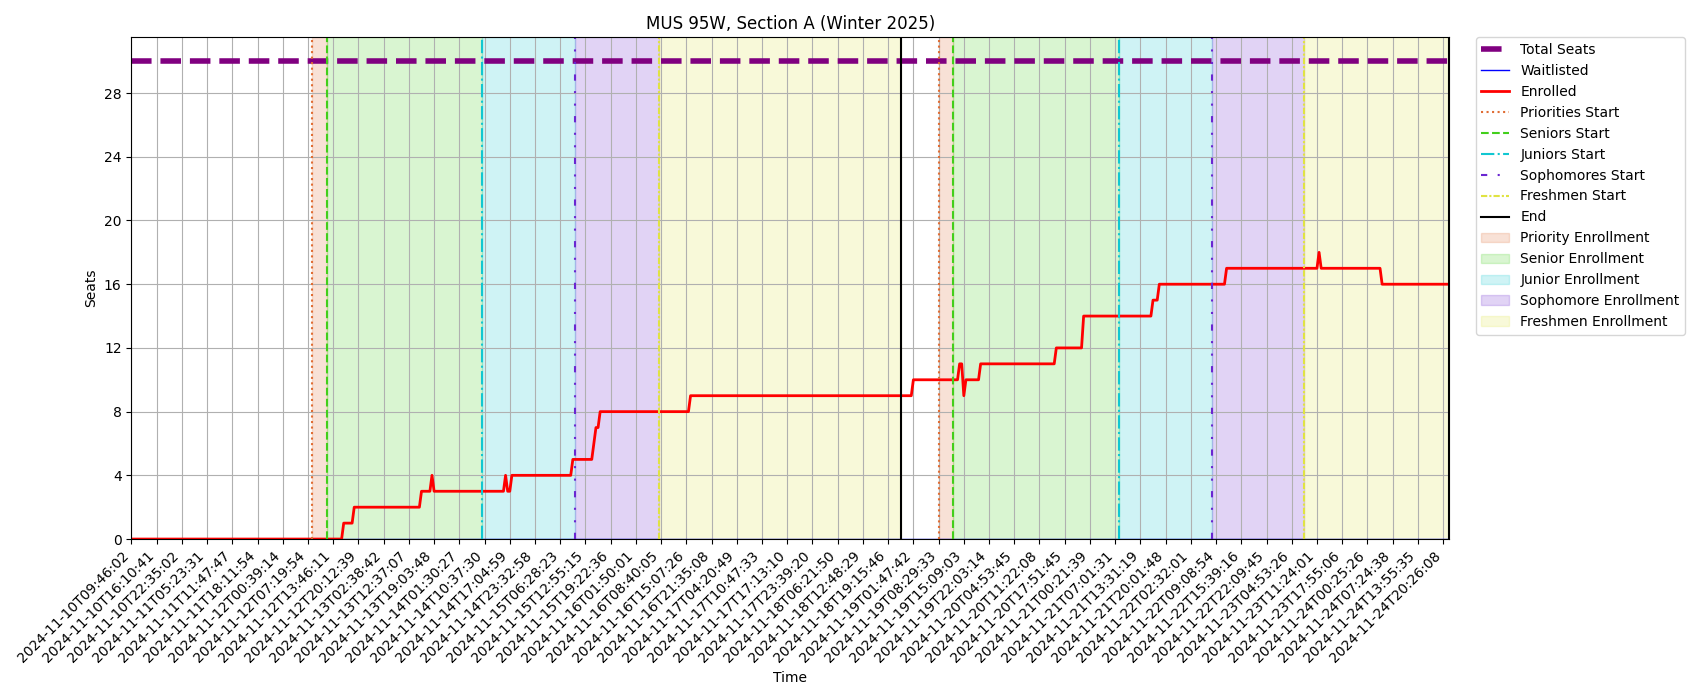 MUS 95W, Section A (Winter 2025)
Total Seats
Waitlisted
Enrolled
Priorities Start
Seniors Start
Juniors Start
Sophomores Start
Freshmen Start
End
Priority Enrollment
Senior Enrollment
Junior Enrollment
Sophomore Enrollment
Freshmen Enrollment
Seats
28
24
20
16
12
8
4
0
2024-11-10T09:46:02
2024-11-10T16:10:41
2024-11-10T22:35:02
2024-11-11T05:23:31
2024-11-11T11:47:47
2024-11-11T18:11:54
2024-11-12T00:39:14
2024-11-12T07:19:54
2024-11-12T13:46:11
2024-11-12T20:12:39
2024-11-13T02:38:42
2024-11-13T12:37:07
2024-11-13T19:03:48
2024-11-14T01:30:27
2024-11-14T10:37:30
2024-11-14T17:04:59
2024-11-14T23:32:58
2024-11-15T06:28:23
2024-11-15T12:55:15
2024-11-15T19:22:36
2024-11-16T01:50:01
2024-11-16T08:40:05
2024-11-16T15:07:26
2024-11-16T21:35:08
2024-11-17T04:20:49
2024-11-17T10:47:33
2024-11-17T17:13:10
2024-11-17T23:39:20
2024-11-18T06:21:50
2024-11-18T12:48:29
2024-11-18T19:15:46
2024-11-19T01:47:42
2024-11-19T08:29:33
2024-11-19T15:09:03
2024-11-19T22:03:14
2024-11-20T04:53:45
2024-11-20T11:22:08
2024-11-20T17:51:45
2024-11-21T00:21:39
2024-11-21T07:01:31
2024-11-21T13:31:19
2024-11-21T20:01:48
2024-11-22T02:32:01
2024-11-22T09:08:54
2024-11-22T15:39:16
2024-11-22T22:09:45
2024-11-23T04:53:26
2024-11-23T11:24:01
2024-11-23T17:55:06
2024-11-24T00:25:26
2024-11-24T07:24:38
2024-11-24T13:55:35
2024-11-24T20:26:08
Time